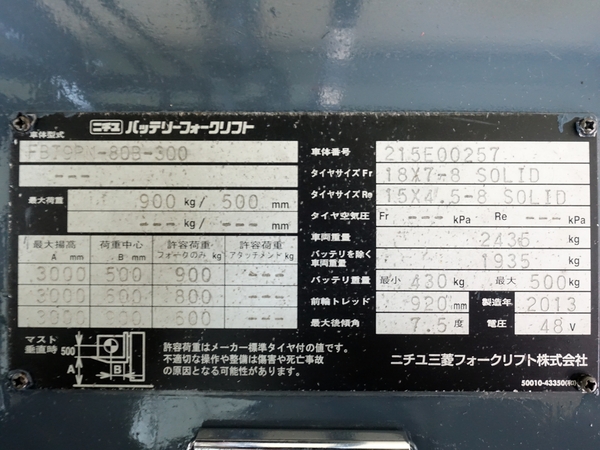 ニチユ バッテリーフォークリフト
車体型式
-80B-300
---
最大荷重 900 kg / 500 mm
--- kg / --- mm
最大揚高 A mm 荷重中心 B mm 許容荷重 フォークのみ kg 許容荷重 アタッチメント付 kg
3000 500 900 ---
3000 600 800 ---
3000 600 ---
マスト垂直時 500 A B
許容荷重はメーカー標準タイヤ付の値です。
不適切な操作や整備は傷害や死亡事故
の原因となる可能性があります。
車体番号 215E00257
タイヤサイズ Fr 18X7-8 SOLID
タイヤサイズ Re 15X4.5-8 SOLID
タイヤ空気圧 Fr --- kPa Re --- kPa
車両重量 2435 kg
バッテリを除く車両重量 1935 kg
バッテリ重量 最小 430 kg 最大 500 kg
前輪トレッド 920 mm 製造年 2013
最大後傾角 7.5 度 電圧 48 V
ニチユ三菱フォークリフト株式会社
50010-43350